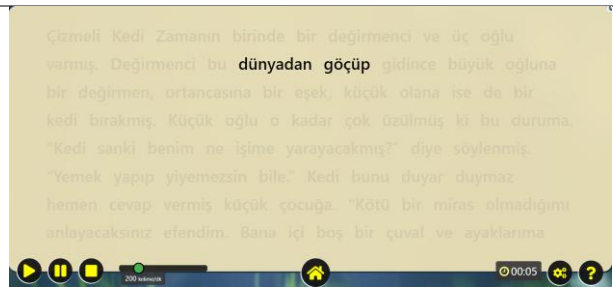 Çizmeli Kedi Zamanın birinde bir değirmenci ve üç oğlu
varmış. Değirmenci bu dünyadan göçüp gidince büyük oğluna
bir değirmen, ortancasına bir eşek, küçük olana ise de bir
kedi bırakmış. Küçük oğlu o kadar çok üzülmüş ki bu duruma.
"Kedi sanki benim ne işime yarayacakmış?" diye söylenmiş.
"Yemek yapıp yiyemezsin bile." Kedi bunu duyar duymaz
hemen cevap vermiş küçük çocuğa. "Kötü bir miras olmadığımı
anlayacaksınız efendim. Bana içi boş bir çuval ve ayaklarıma
200 kelime/dk
00:05
?